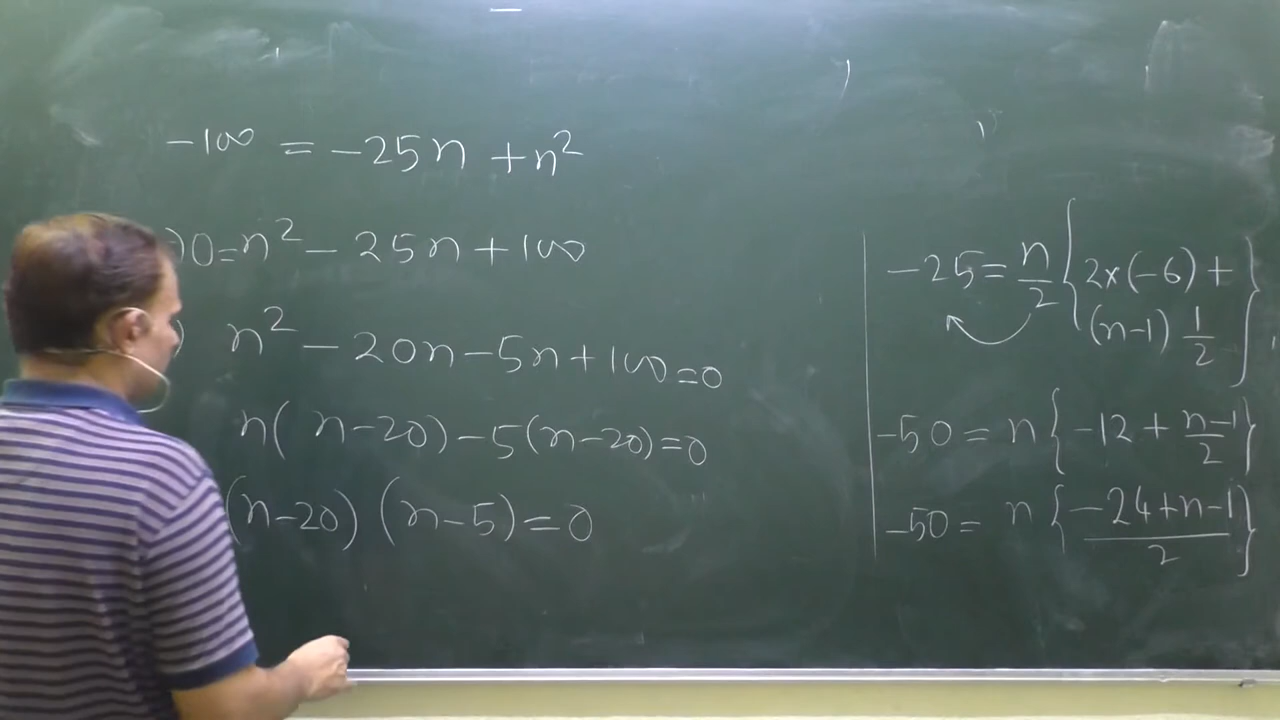 -100 = -25n + n²
0 = n² - 25n + 100
n² - 20n - 5n + 100 = 0
n( n-20) - 5(n-20) = 0
(n-20) (n-5) = 0
-25 = n/2 { 2×(-6) +
(n-1) 1/2 }
-50 = n { -12 + n-1/2 }
-50 = n { -24+n-1/2 }